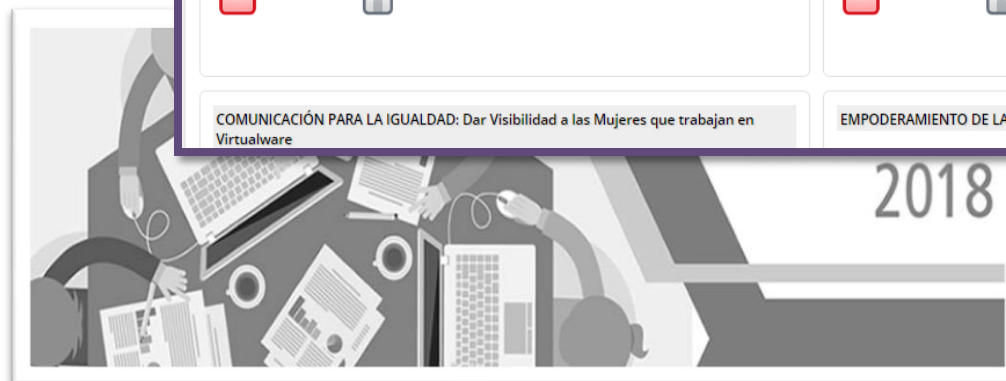 COMUNICACIÓN PARA LA IGUALDAD: Dar Visibilidad a las Mujeres que trabajan en
Virtualware
EMPODERAMIENTO DE LA
2018